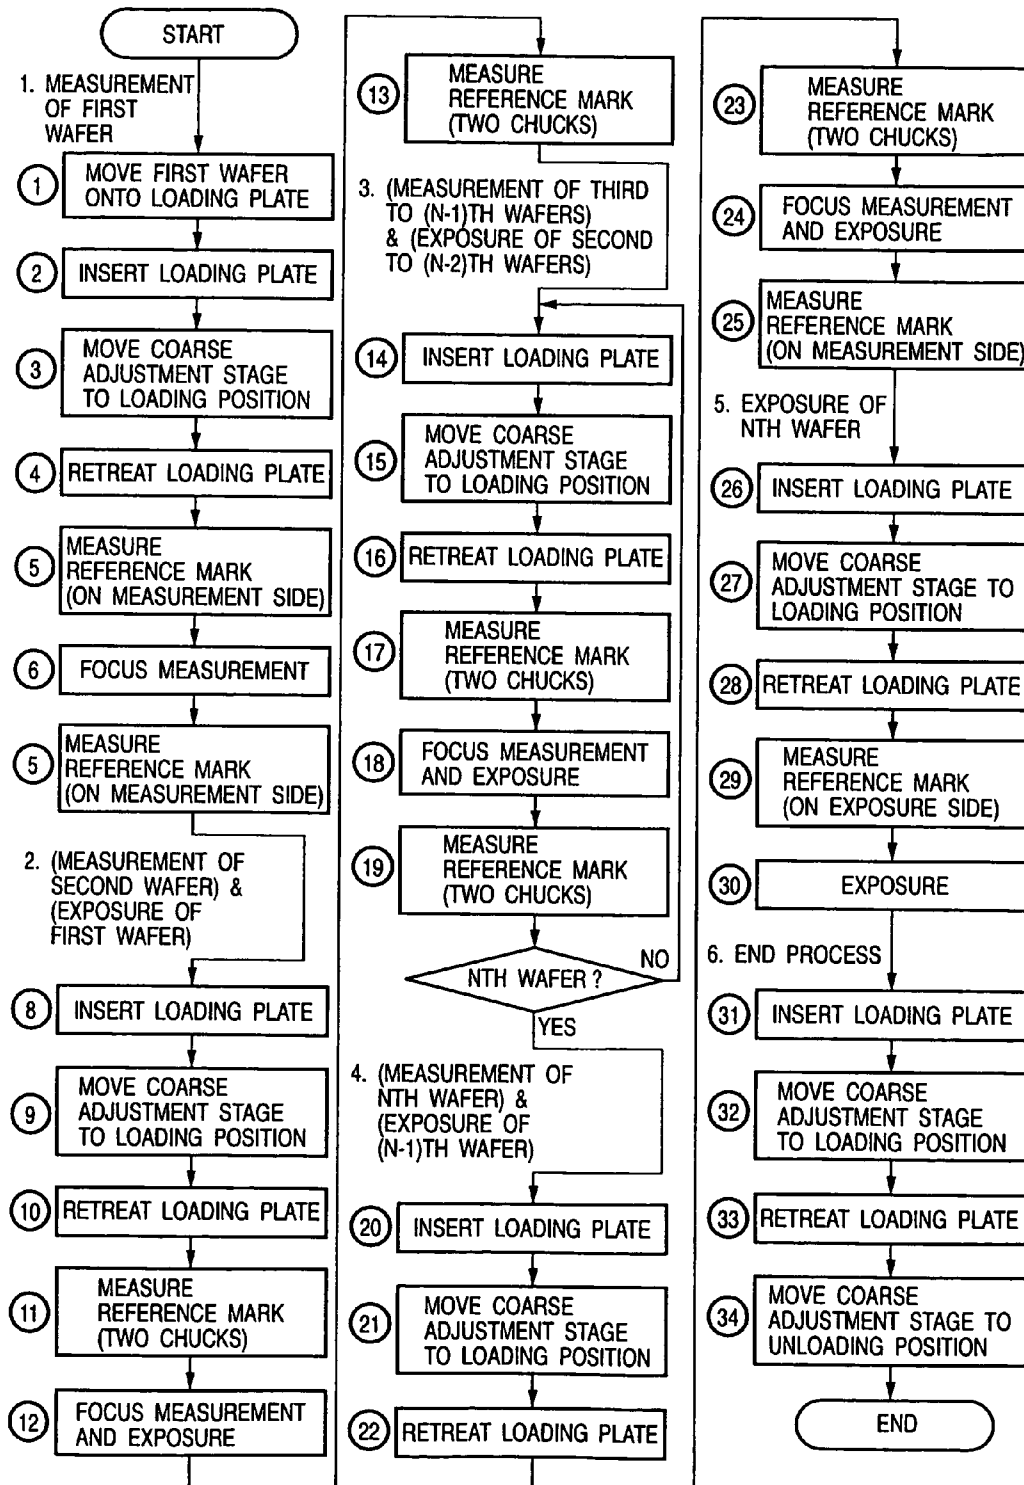 START
1. MEASUREMENT
OF FIRST
WAFER
1
MOVE FIRST WAFER
ONTO LOADING PLATE
2
INSERT LOADING PLATE
3
MOVE COARSE
ADJUSTMENT STAGE
TO LOADING POSITION
4
RETREAT LOADING PLATE
5
MEASURE
REFERENCE MARK
(ON MEASUREMENT SIDE)
6
FOCUS MEASUREMENT
5
MEASURE
REFERENCE MARK
(ON MEASUREMENT SIDE)
2. (MEASUREMENT OF
SECOND WAFER) &
(EXPOSURE OF
FIRST WAFER)
8
INSERT LOADING PLATE
9
MOVE COARSE
ADJUSTMENT STAGE
TO LOADING POSITION
10
RETREAT LOADING PLATE
11
MEASURE
REFERENCE MARK
(TWO CHUCKS)
12
FOCUS MEASUREMENT
AND EXPOSURE
13
MEASURE
REFERENCE MARK
(TWO CHUCKS)
3. (MEASUREMENT OF THIRD
TO (N-1)TH WAFERS)
& (EXPOSURE OF SECOND
TO (N-2)TH WAFERS)
14
INSERT LOADING PLATE
15
MOVE COARSE
ADJUSTMENT STAGE
TO LOADING POSITION
16
RETREAT LOADING PLATE
17
MEASURE
REFERENCE MARK
(TWO CHUCKS)
18
FOCUS MEASUREMENT
AND EXPOSURE
19
MEASURE
REFERENCE MARK
(TWO CHUCKS)
NTH WAFER ?
NO
YES
4. (MEASUREMENT OF
NTH WAFER) &
(EXPOSURE OF
(N-1)TH WAFER)
20
INSERT LOADING PLATE
21
MOVE COARSE
ADJUSTMENT STAGE
TO LOADING POSITION
22
RETREAT LOADING PLATE
23
MEASURE
REFERENCE MARK
(TWO CHUCKS)
24
FOCUS MEASUREMENT
AND EXPOSURE
25
MEASURE
REFERENCE MARK
(ON MEASUREMENT SIDE)
5. EXPOSURE OF
NTH WAFER
26
INSERT LOADING PLATE
27
MOVE COARSE
ADJUSTMENT STAGE TO
LOADING POSITION
28
RETREAT LOADING PLATE
29
MEASURE
REFERENCE MARK
(ON EXPOSURE SIDE)
30
EXPOSURE
6. END PROCESS
31
INSERT LOADING PLATE
32
MOVE COARSE
ADJUSTMENT STAGE
TO LOADING POSITION
33
RETREAT LOADING PLATE
34
MOVE COARSE
ADJUSTMENT STAGE TO
UNLOADING POSITION
END